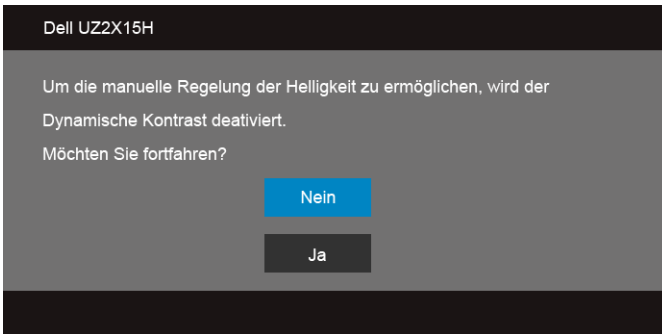 Dell UZ2X15H
Um die manuelle Regelung der Helligkeit zu ermöglichen, wird der
Dynamische Kontrast deativiert.
Möchten Sie fortfahren?
Nein
Ja